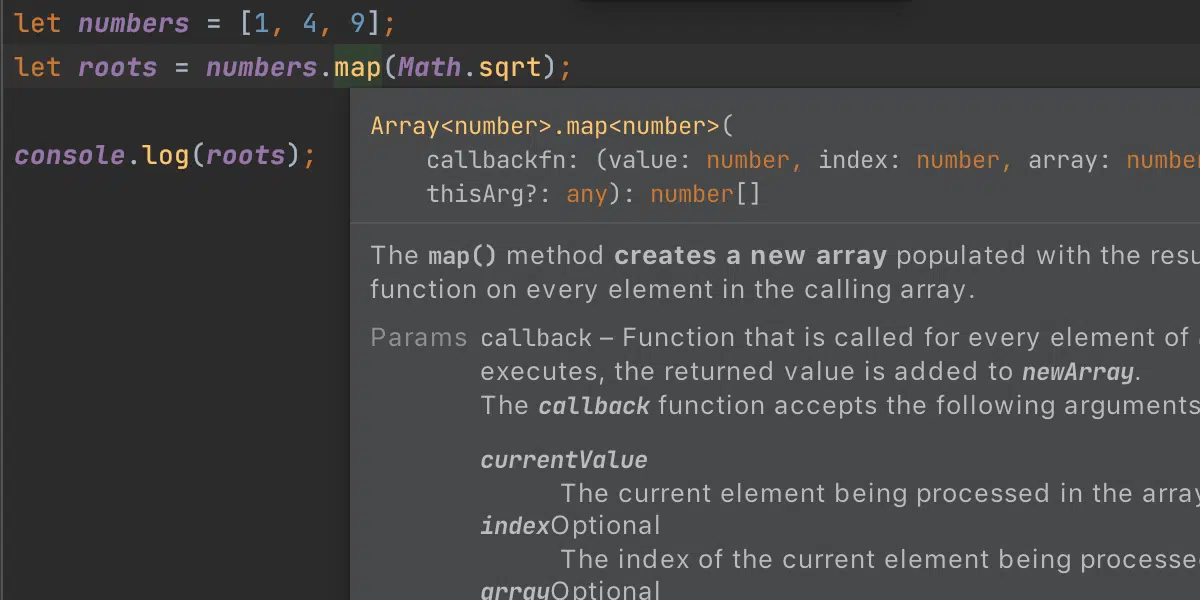 let numbers = [1, 4, 9];
let roots = numbers.map(Math.sqrt);
console.log(roots);
Array<number>.map<number>(
callbackfn: (value: number, index: number, array: number
thisArg?: any): number[]
The map() method creates a new array populated with the resu
function on every element in the calling array.
Params callback – Function that is called for every element of
executes, the returned value is added to newArray.
The callback function accepts the following arguments
currentValue
The current element being processed in the array
indexOptional
The index of the current element being processe
arrayOptional